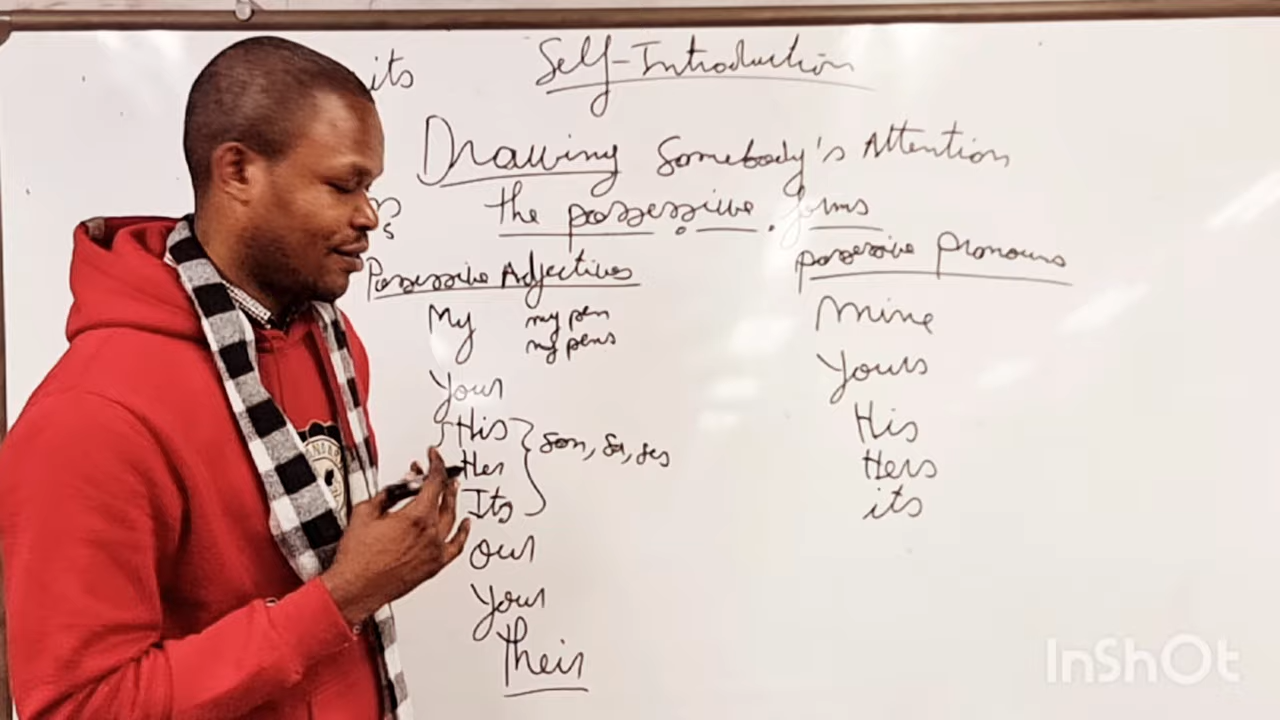 its
Self-Introduction
Drawing Somebody's Attention
the possessive forms
Possessive Adjectives
possessive Pronouns
My my pen
my pens
Mine
Your
Yours
His
Her
Its
son, sa, ses
His
Hers
its
Our
Your
Their
InShOt